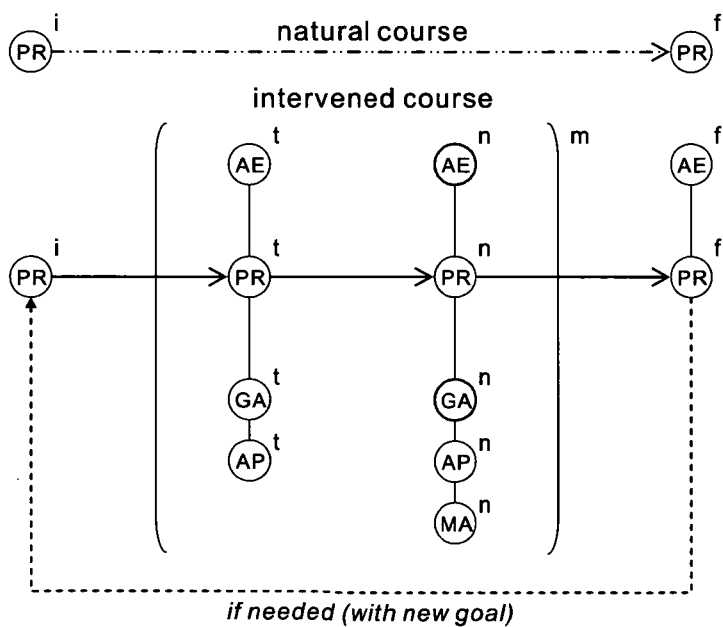 i
f
natural course
PR
PR
intervened course
t
n
m
f
AE
AE
AE
i
t
n
f
PR
PR
PR
PR
t
n
GA
GA
t
n
AP
AP
n
MA
if needed (with new goal)